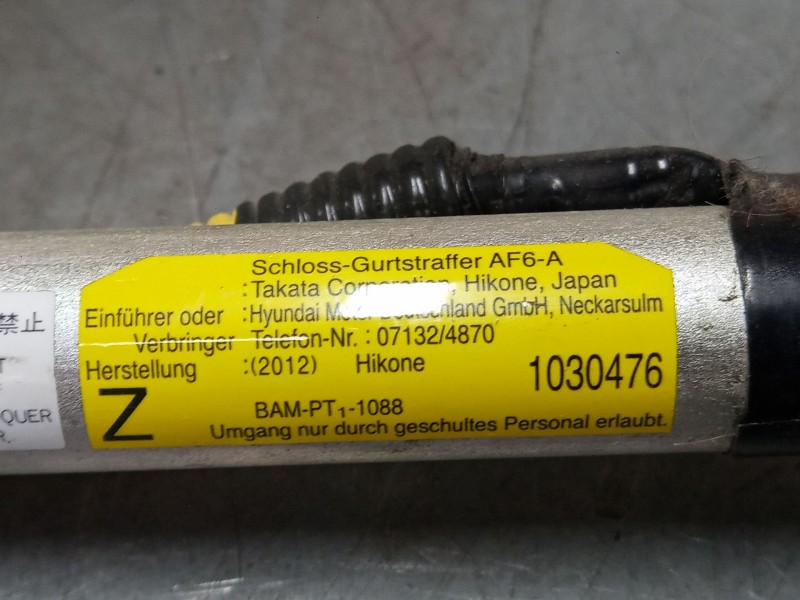 Schloss-Gurtstraffer AF6-A
:Takata Corporation, Hikone, Japan
Einführer oder :Hyundai Motor Deutschland GmbH, Neckarsulm
Verbringer Telefon-Nr. : 07132/4870
Herstellung :(2012) Hikone 1030476
Z BAM-PT₁-1088
Umgang nur durch geschultes Personal erlaubt.
禁止
QUER
R.